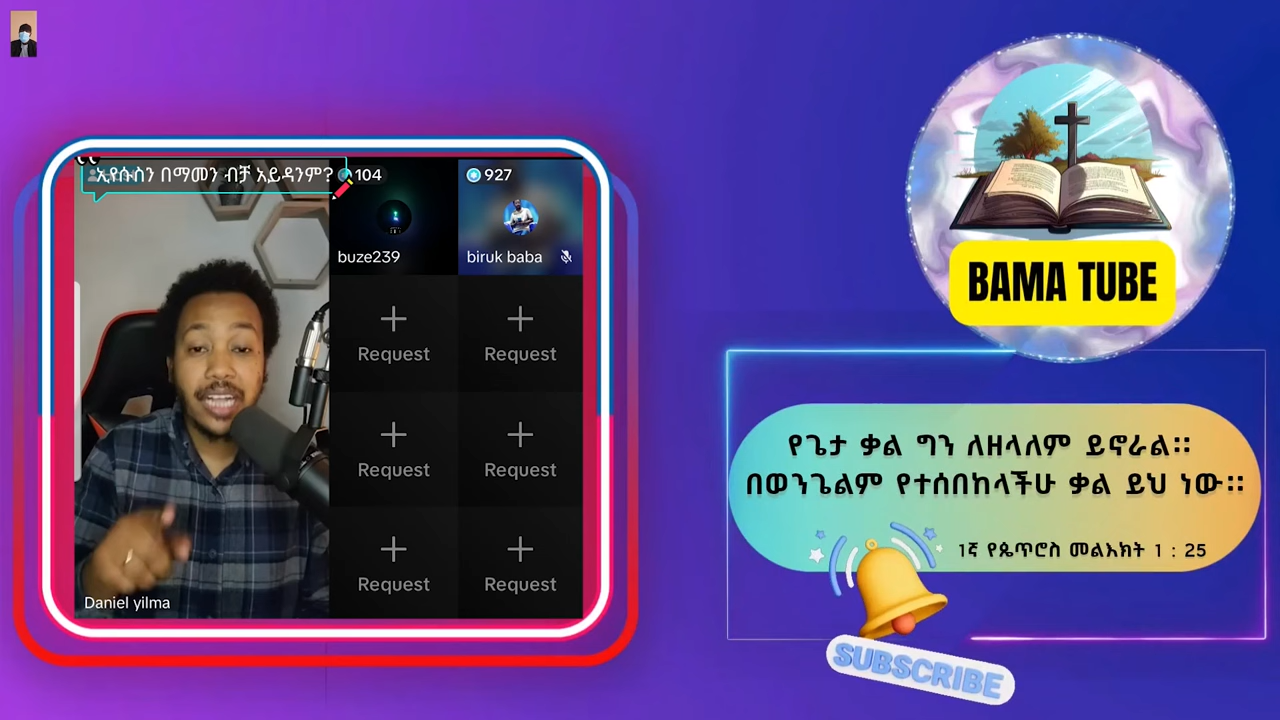 ኢየሱስን በማመን ብቻ አይዳንም?
104
927
buze239
biruk baba
Request
Request
Request
Request
Request
Request
Daniel yilma
BAMA TUBE
የጌታ ቃል ግን ለዘላለም ይኖራል።
በወንጌልም የተሰበከላችሁ ቃል ይህ ነው።
1ኛ የጴጥሮስ መልእክት 1 : 25
SUBSCRIBE